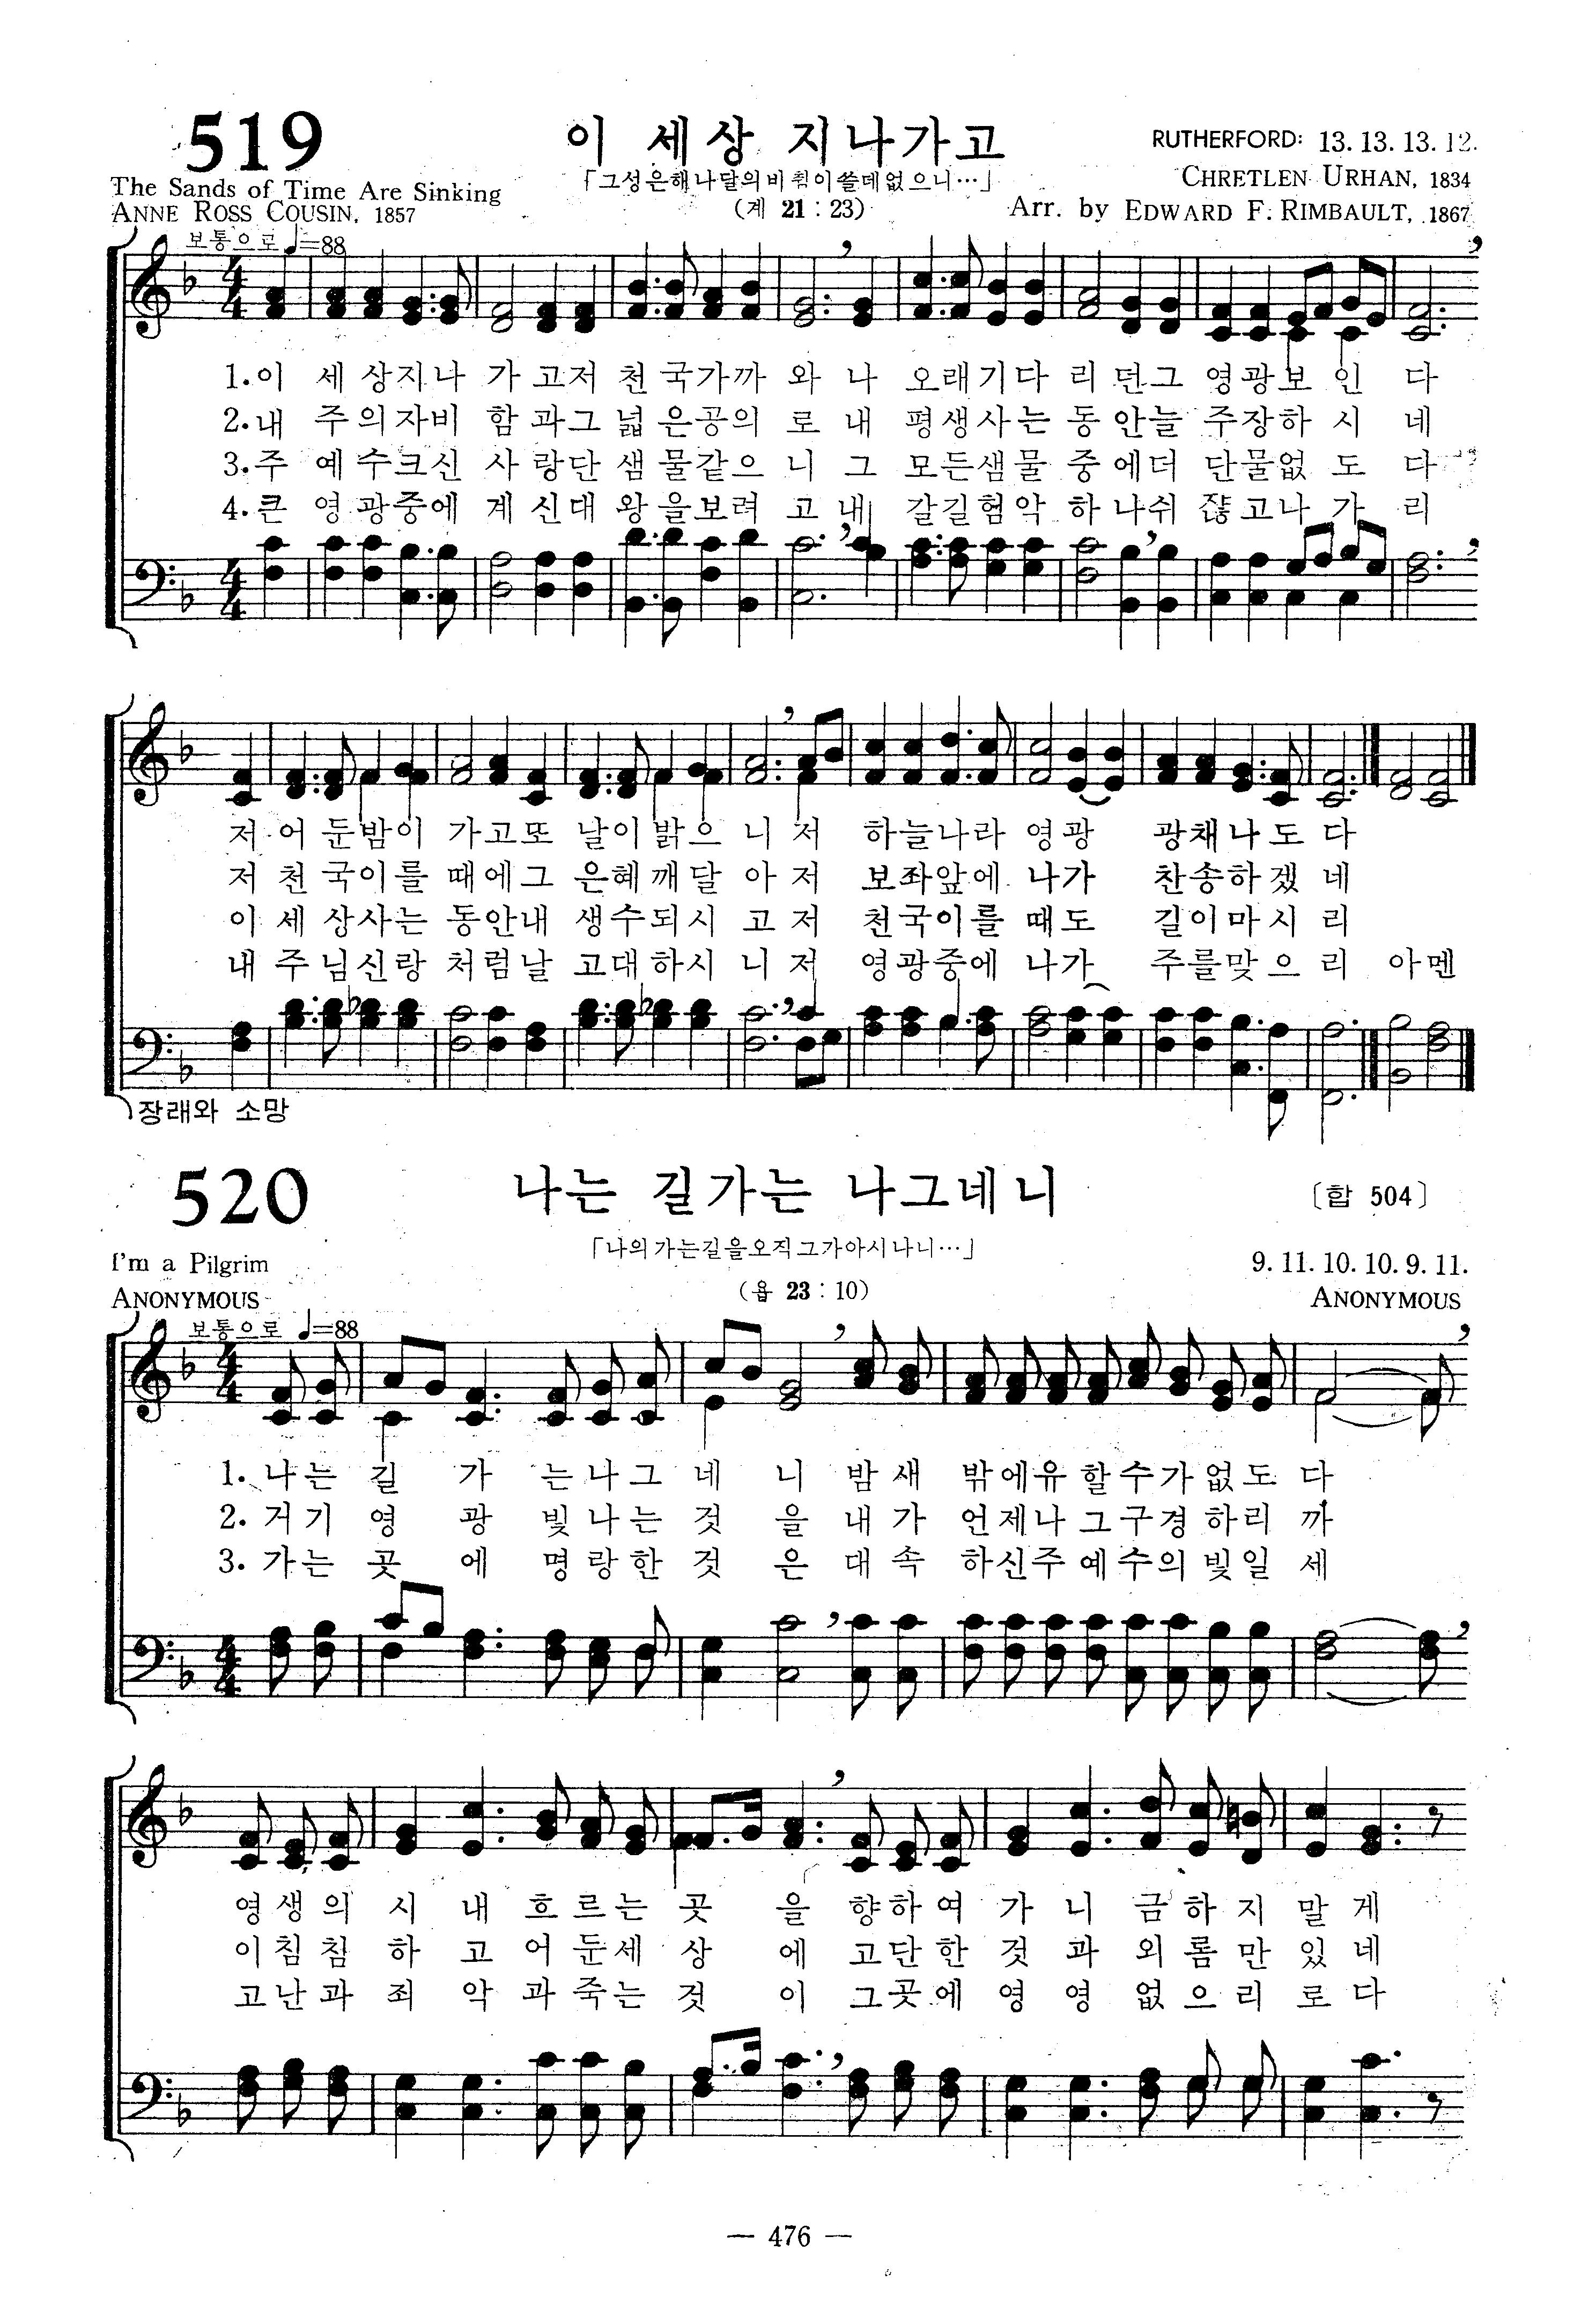 519
이 세상 지나가고
RUTHERFORD: 13. 13. 13. 12.
The Sands of Time Are Sinking
「그성은해나달의비췸이쓸데없으니…」
CHRETLEN URHAN, 1834
ANNE ROSS COUSIN, 1857
(계 21 : 23)
Arr. by EDWARD F. RIMBAULT, 1867
보통으로 ♩=88
1.이 세상지나 가고저 천국가까 와 나 오래기다 리던그 영광보 인 다
2.내 주의자비 함과그 넓은공의 로 내 평생사는 동안늘 주장하 시 네
3.주 예수크신 사랑단 샘물같으 니 그 모든샘물 중에더 단물없 도 다
4.큰 영광중에 계신대 왕을보려 고 내 갈길험악 하나쉬 쟎고나 가 리
저 어둔밤이 가고또 날이밝으 니 저 하늘나라 영광 광채나도 다
저 천국이를 때에그 은혜깨달 아 저 보좌앞에 나가 찬송하겠 네
이 세상사는 동안내 생수되시 고 저 천국이를 때도 길이마시 리
내 주님신랑 처럼날 고대하시 니 저 영광중에 나가 주를맞으 리 아멘
장래와 소망
520
나는 길가는 나그네니
〔합 504〕
I'm a Pilgrim
「나의가는길을오직그가아시나니…」
9. 11. 10. 10. 9. 11.
ANONYMOUS
(욥 23 : 10)
ANONYMOUS
보통으로 ♩=88
1. 나는 길 가 는나그 네 니 밤새 밖에유할수가없도 다
2. 거기 영 광 빛나는 것 을 내가 언제나그구경하리 까
3. 가는 곳 에 명랑한 것 은 대속 하신주예수의빛일 세
영생의 시 내 흐르는 곳 을 향하여 가 니 금하지 말게
이침침 하 고 어둔세 상 에 고단한 것 과 외롬만 있네
고난과 죄 악 과죽는 것 이 그곳에 영 영 없으리 로다
— 476 —